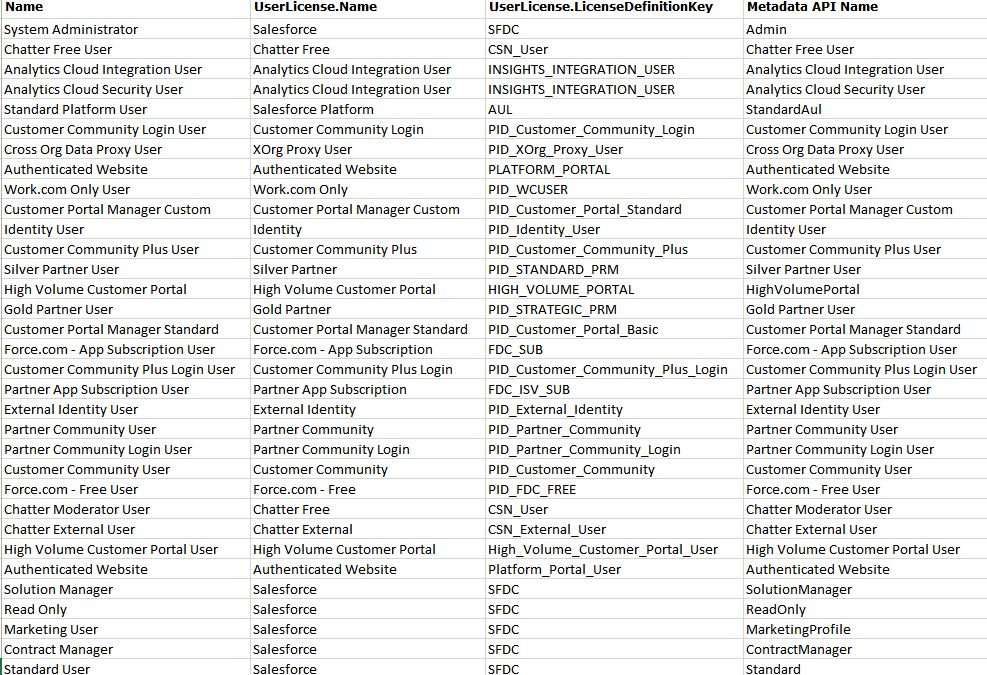 Name UserLicense.Name UserLicense.LicenseDefinitionKey Metadata API Name
System Administrator Salesforce SFDC Admin
Chatter Free User Chatter Free CSN_User Chatter Free User
Analytics Cloud Integration User Analytics Cloud Integration User INSIGHTS_INTEGRATION_USER Analytics Cloud Integration User
Analytics Cloud Security User Analytics Cloud Integration User INSIGHTS_INTEGRATION_USER Analytics Cloud Security User
Standard Platform User Salesforce Platform AUL StandardAul
Customer Community Login User Customer Community Login PID_Customer_Community_Login Customer Community Login User
Cross Org Data Proxy User XOrg Proxy User PID_XOrg_Proxy_User Cross Org Data Proxy User
Authenticated Website Authenticated Website PLATFORM_PORTAL Authenticated Website
Work.com Only User Work.com Only PID_WCUSER Work.com Only User
Customer Portal Manager Custom Customer Portal Manager Custom PID_Customer_Portal_Standard Customer Portal Manager Custom
Identity User Identity PID_Identity_User Identity User
Customer Community Plus User Customer Community Plus PID_Customer_Community_Plus Customer Community Plus User
Silver Partner User Silver Partner PID_STANDARD_PRM Silver Partner User
High Volume Customer Portal High Volume Customer Portal HIGH_VOLUME_PORTAL HighVolumePortal
Gold Partner User Gold Partner PID_STRATEGIC_PRM Gold Partner User
Customer Portal Manager Standard Customer Portal Manager Standard PID_Customer_Portal_Basic Customer Portal Manager Standard
Force.com - App Subscription User Force.com - App Subscription FDC_SUB Force.com - App Subscription User
Customer Community Plus Login User Customer Community Plus Login PID_Customer_Community_Plus_Login Customer Community Plus Login User
Partner App Subscription User Partner App Subscription FDC_ISV_SUB Partner App Subscription User
External Identity User External Identity PID_External_Identity External Identity User
Partner Community User Partner Community PID_Partner_Community Partner Community User
Partner Community Login User Partner Community Login PID_Partner_Community_Login Partner Community Login User
Customer Community User Customer Community PID_Customer_Community Customer Community User
Force.com - Free User Force.com - Free PID_FDC_FREE Force.com - Free User
Chatter Moderator User Chatter Free CSN_User Chatter Moderator User
Chatter External User Chatter External CSN_External_User Chatter External User
High Volume Customer Portal User High Volume Customer Portal High_Volume_Customer_Portal_User High Volume Customer Portal User
Authenticated Website Authenticated Website Platform_Portal_User Authenticated Website
Solution Manager Salesforce SFDC SolutionManager
Read Only Salesforce SFDC ReadOnly
Marketing User Salesforce SFDC MarketingProfile
Contract Manager Salesforce SFDC ContractManager
Standard User Salesforce SFDC Standard